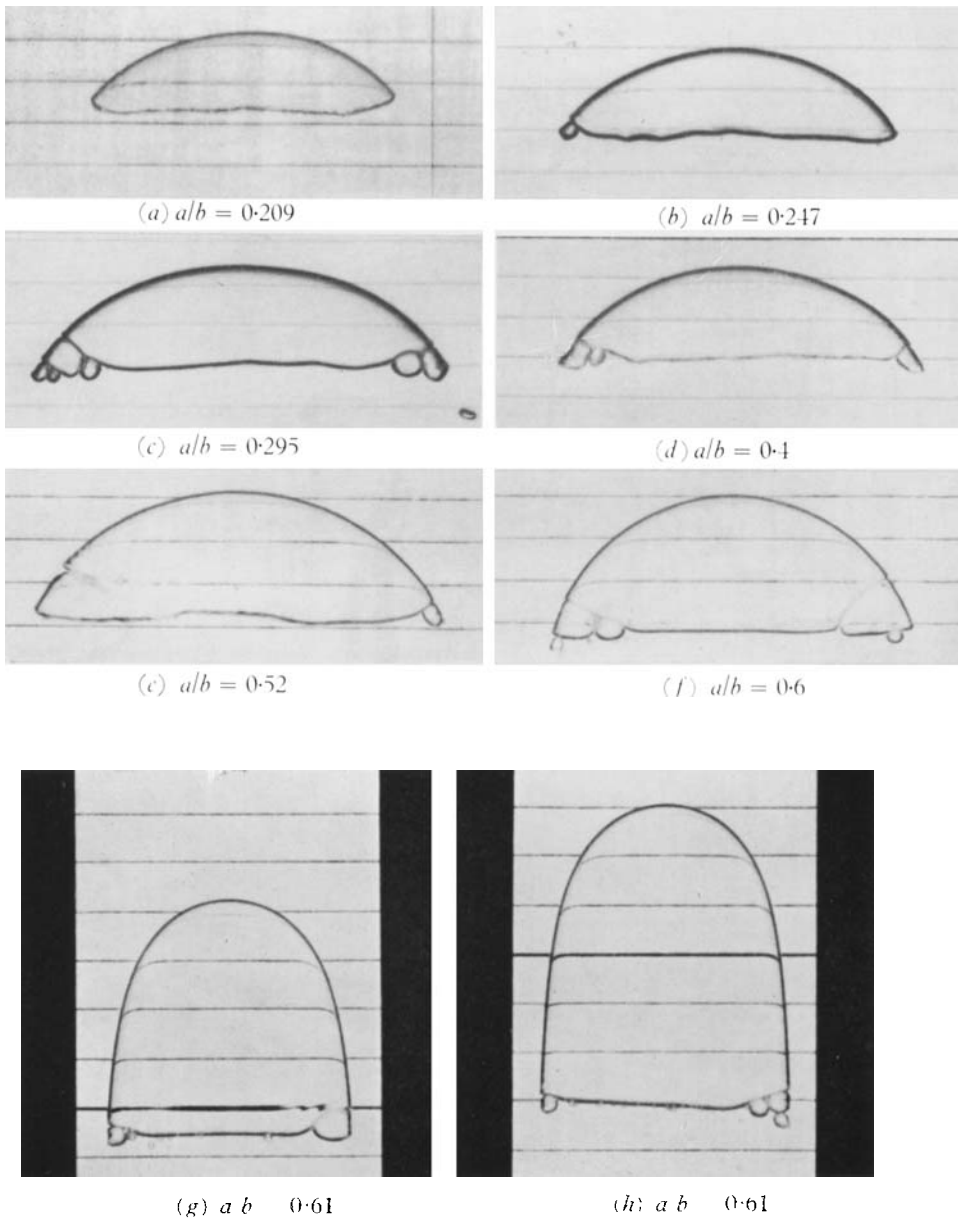 (a) a/b = 0·209
(b) a/b = 0·247
(c) a/b = 0·295
(d) a/b = 0·4
(e) a/b = 0·52
(f) a/b = 0·6
(g) a b 0·61
(h) a b 0·61